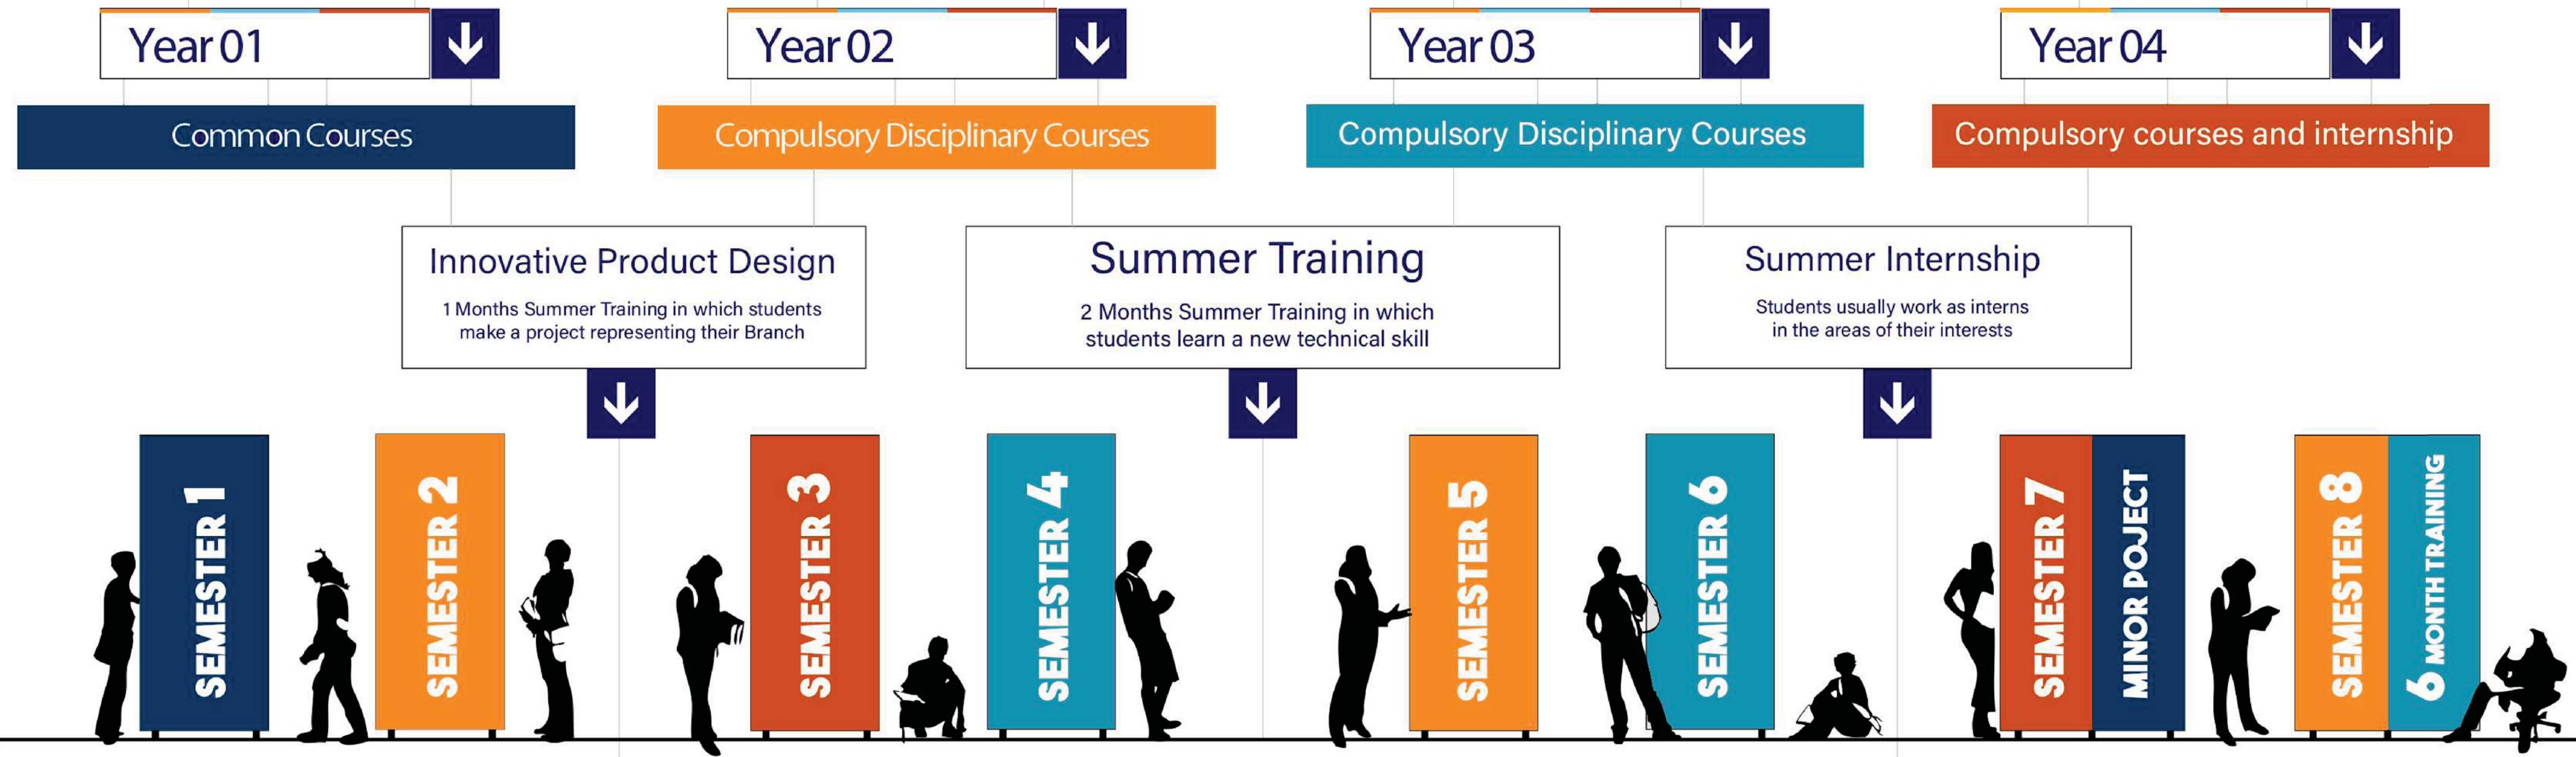 Year 01
Year 02
Year 03
Year 04
Common Courses
Compulsory Disciplinary Courses
Compulsory Disciplinary Courses
Compulsory courses and internship
Innovative Product Design
1 Months Summer Training in which students
make a project representing their Branch
Summer Training
2 Months Summer Training in which
students learn a new technical skill
Summer Internship
Students usually work as interns
in the areas of their interests
SEMESTER 1
SEMESTER 2
SEMESTER 3
SEMESTER 4
SEMESTER 5
SEMESTER 6
SEMESTER 7
MINOR POJECT
SEMESTER 8
6 MONTH TRAINING